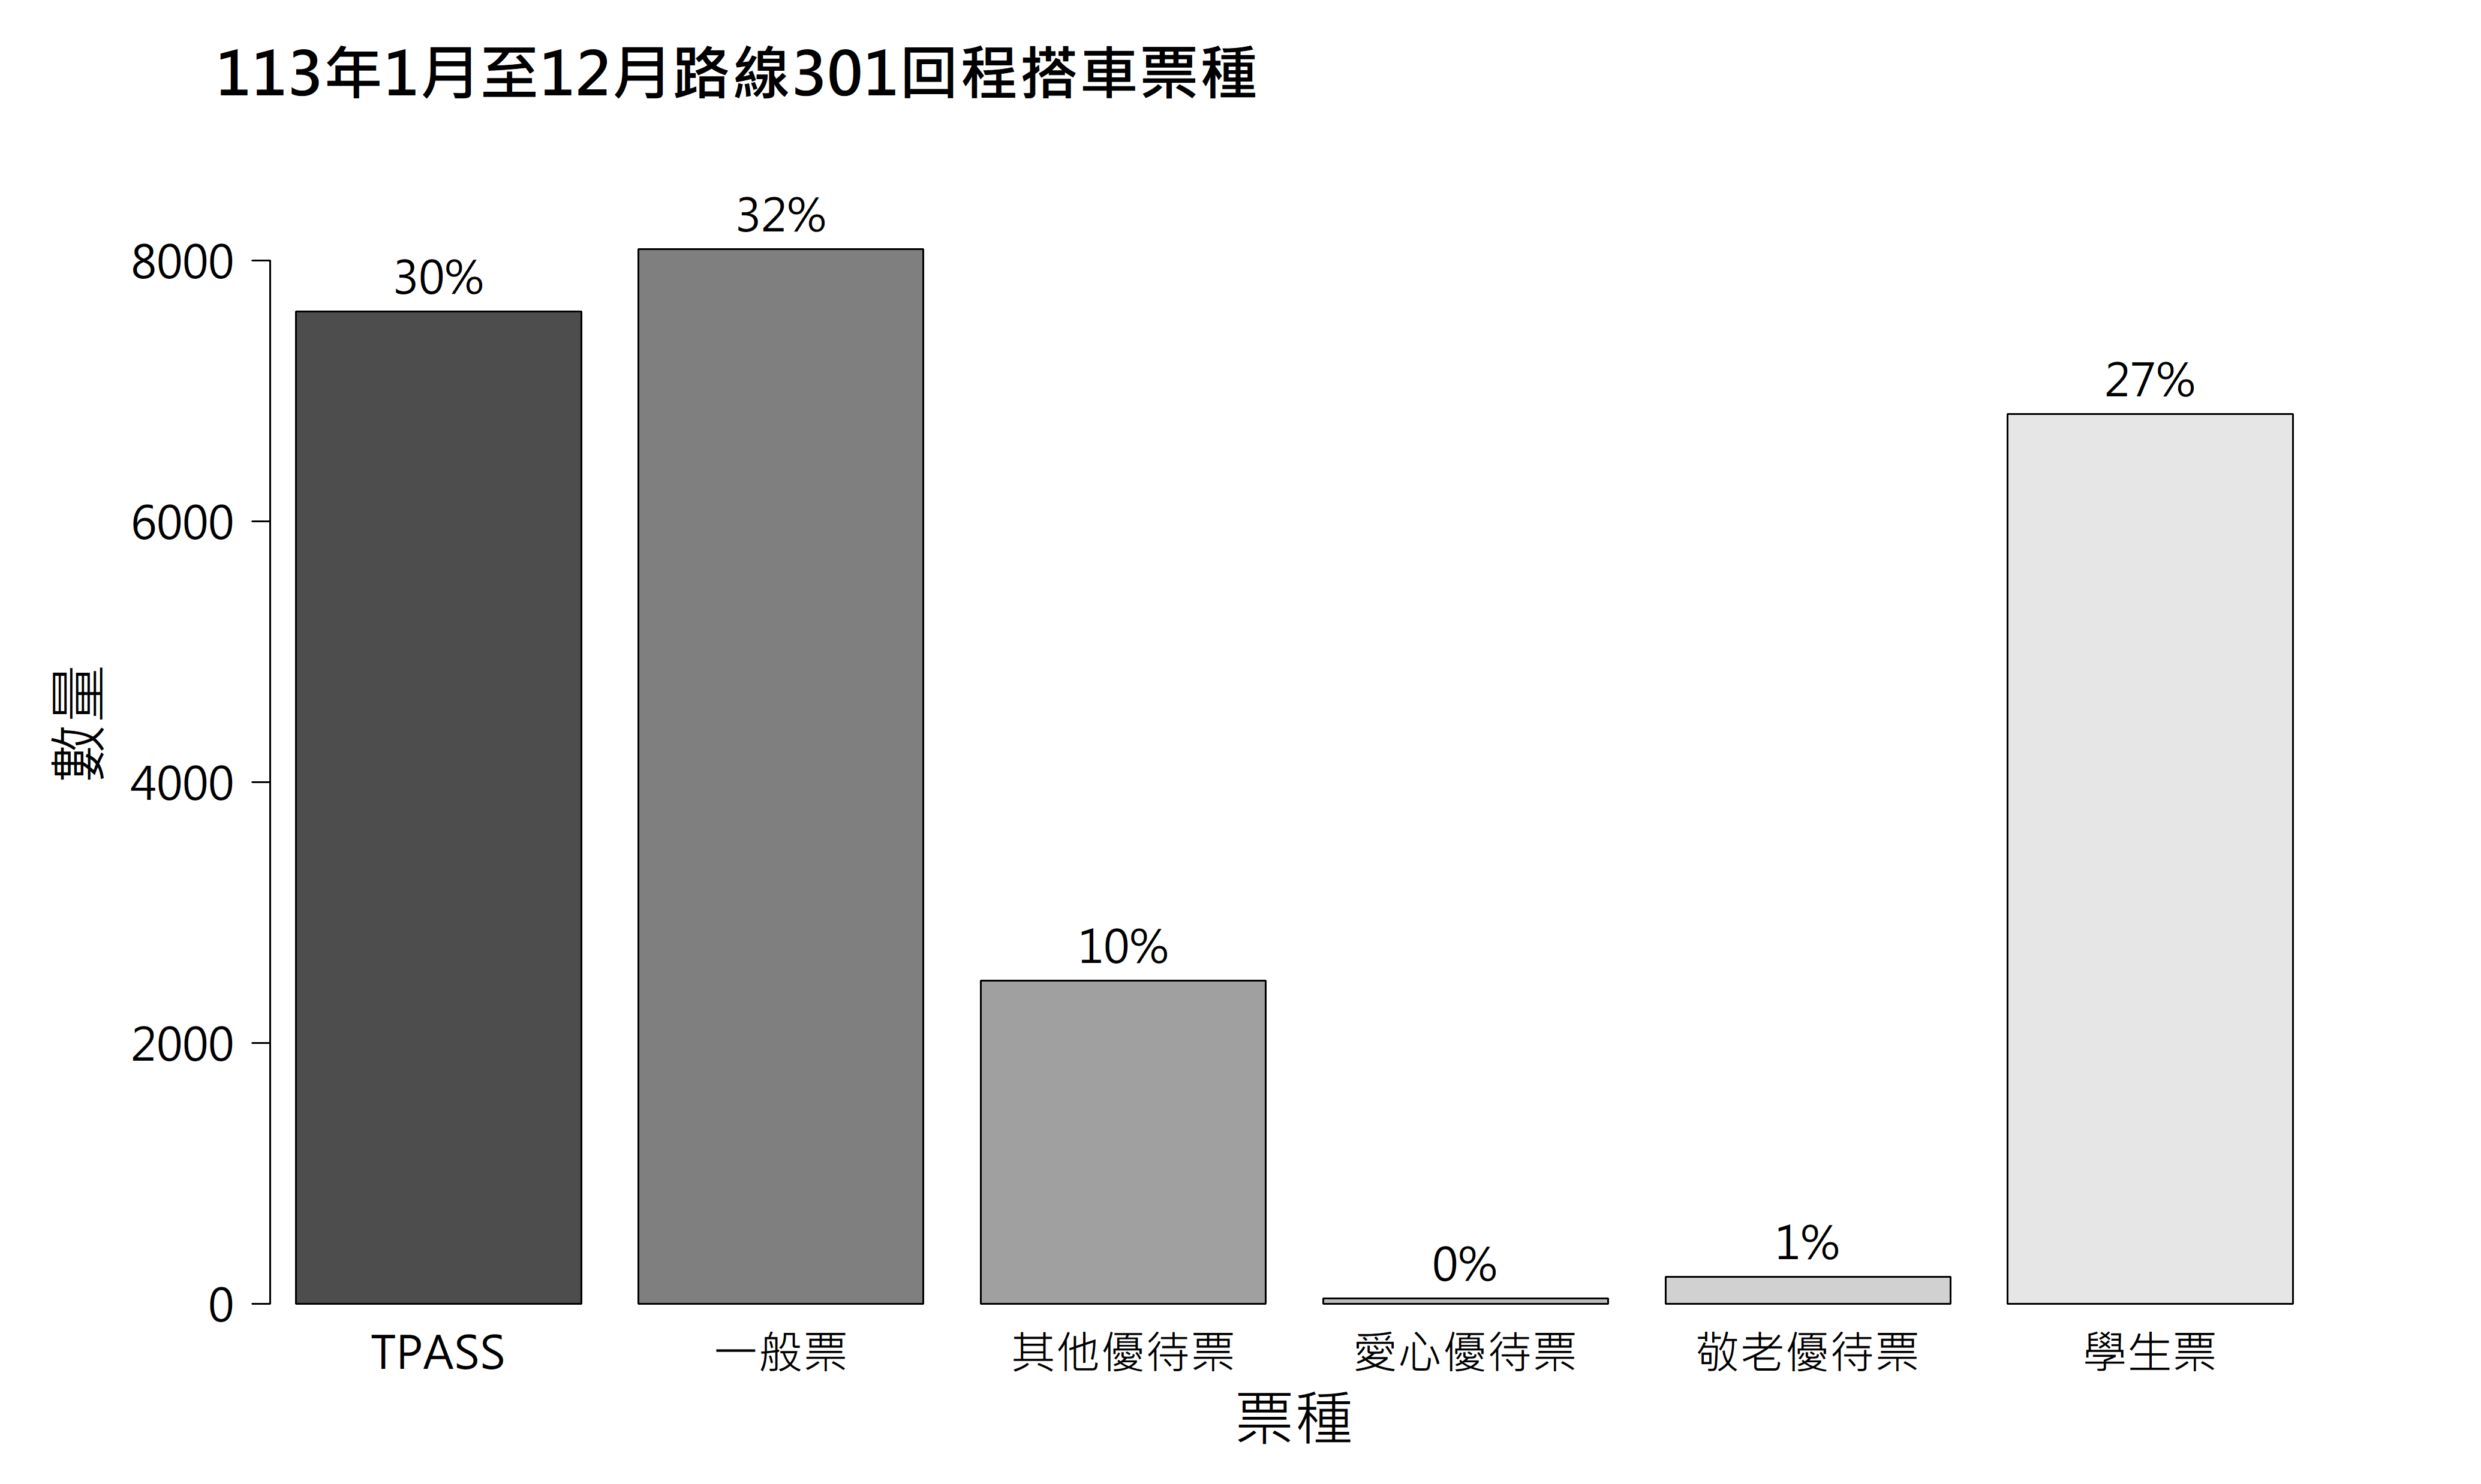 113年1月至12月路線301回程搭車票種
數量
8000
6000
4000
2000
0
30%
32%
10%
0%
1%
27%
TPASS
一般票
其他優待票
愛心優待票
敬老優待票
學生票
票種